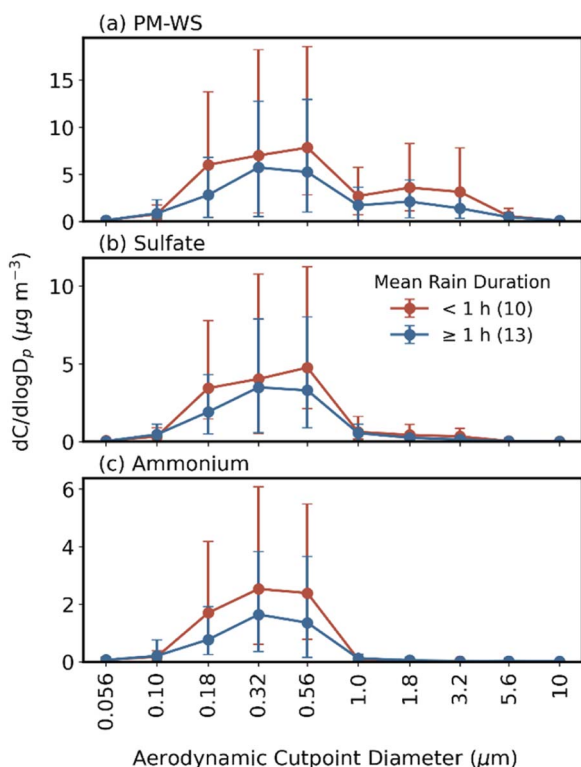 (a) PM-WS
15
10
5
0
(b) Sulfate
10
5
0
Mean Rain Duration
< 1 h (10)
≥ 1 h (13)
dC/dlogDp (μg m−3)
(c) Ammonium
6
4
2
0
0.056 0.10 0.18 0.32 0.56 1.0 1.8 3.2 5.6 10
Aerodynamic Cutpoint Diameter (μm)